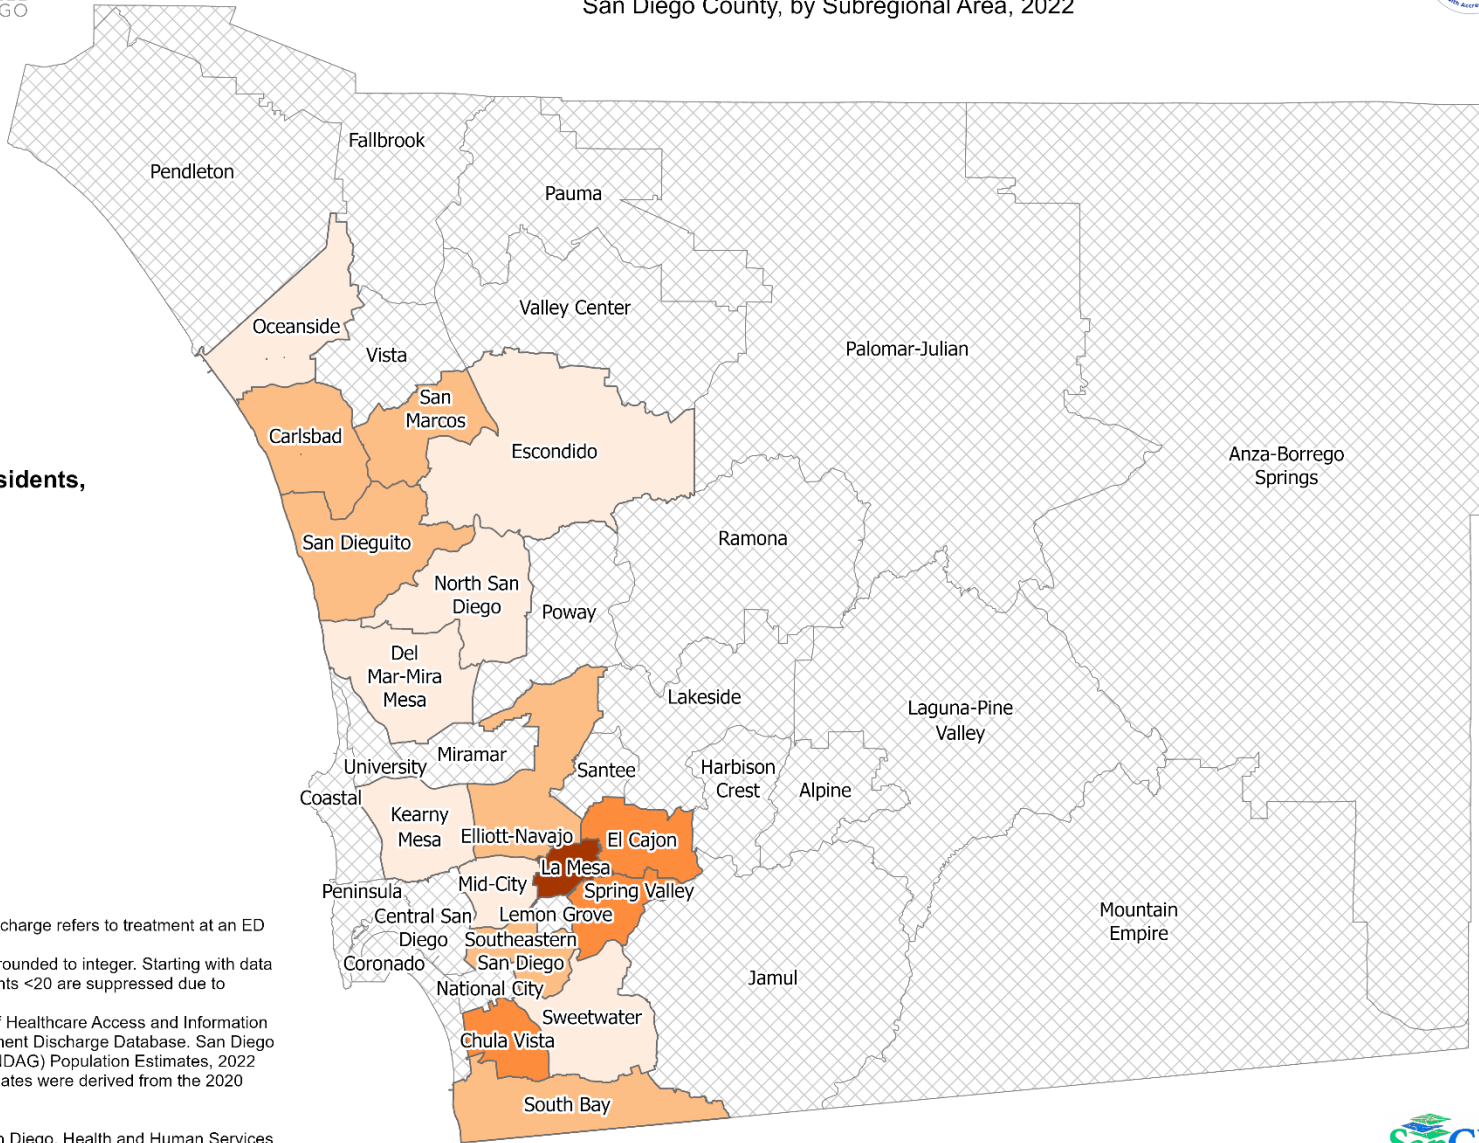 GO
San Diego County, by Subregional Area, 2022
Fallbrook
Pendleton
Pauma
Valley Center
Oceanside
Vista
Palomar-Julian
San
Marcos
Carlsbad
Escondido
Anza-Borrego
Springs
sidents,
Ramona
San Dieguito
North San
Diego
Poway
Del
Mar-Mira
Mesa
Lakeside
Laguna-Pine
Valley
Miramar
University
Santee
Harbison
Crest
Alpine
Coastal
Kearny
Mesa
Elliott-Navajo
El Cajon
La Mesa
Mid-City
Spring Valley
Peninsula
Central San
Diego
Lemon Grove
Mountain
Empire
Southeastern
San Diego
Coronado
Jamul
National City
Sweetwater
Chula Vista
South Bay
charge refers to treatment at an ED
rounded to integer. Starting with data
nts <20 are suppressed due to
f Healthcare Access and Information
nent Discharge Database. San Diego
NDAG) Population Estimates, 2022
ates were derived from the 2020
n Diego, Health and Human Services